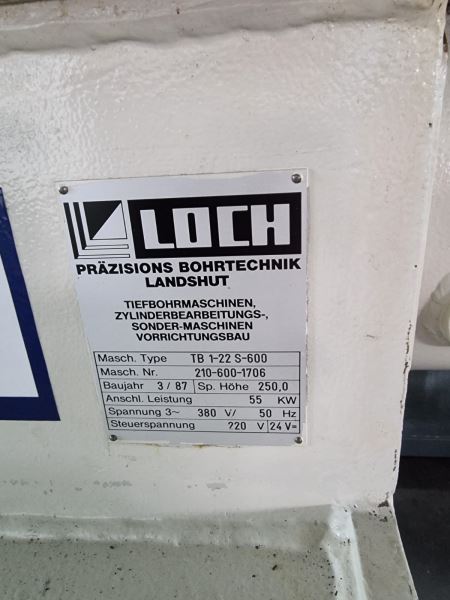 LOCH
PRÄZISIONS BOHRTECHNIK
LANDSHUT
TIEFBOHRMASCHINEN,
ZYLINDERBEARBEITUNGS-,
SONDER-MASCHINEN
VORRICHTUNGSBAU
Masch. Type TB 1-22 S-600
Masch. Nr. 210-600-1706
Baujahr 3/87 Sp. Höhe 250,0
Anschl. Leistung 55 KW
Spannung 3~ 380 V/ 50 Hz
Steuerspannung 220 V 24 V=